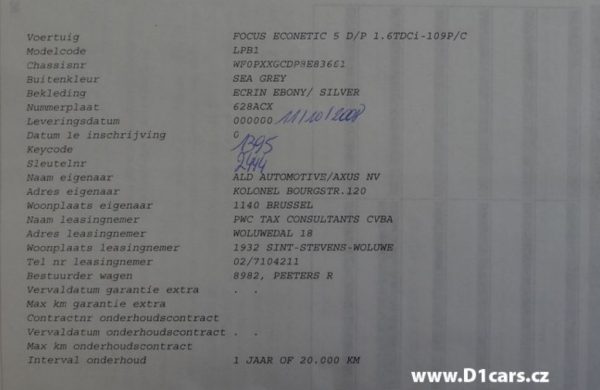 Voertuig FOCUS ECONETIC 5 D/P 1.6TDCi-109P/C
Modelcode LPB1
Chassisnr WF0PXXGCDP8E83661
Buitenkleur SEA GREY
Bekleding ECRIN EBONY/ SILVER
Nummerplaat 628ACX
Leveringsdatum 000000 11/10/2008
Datum 1e inschrijving 0
Keycode 1395
Sleutelnr 2444
Naam eigenaar ALD AUTOMOTIVE/AXUS NV
Adres eigenaar KOLONEL BOURGSTR.120
Woonplaats eigenaar 1140 BRUSSEL
Naam leasingnemer PWC TAX CONSULTANTS CVBA
Adres leasingnemer WOLUWEDAL 18
Woonplaats leasingnemer 1932 SINT-STEVENS-WOLUWE
Tel nr leasingnemer 02/7104211
Bestuurder wagen 8982, PEETERS R
Vervaldatum garantie extra . .
Max km garantie extra
Contractnr onderhoudscontract
Vervaldatum onderhoudscontract . .
Max km onderhoudscontract
Interval onderhoud 1 JAAR OF 20.000 KM
www.D1cars.cz